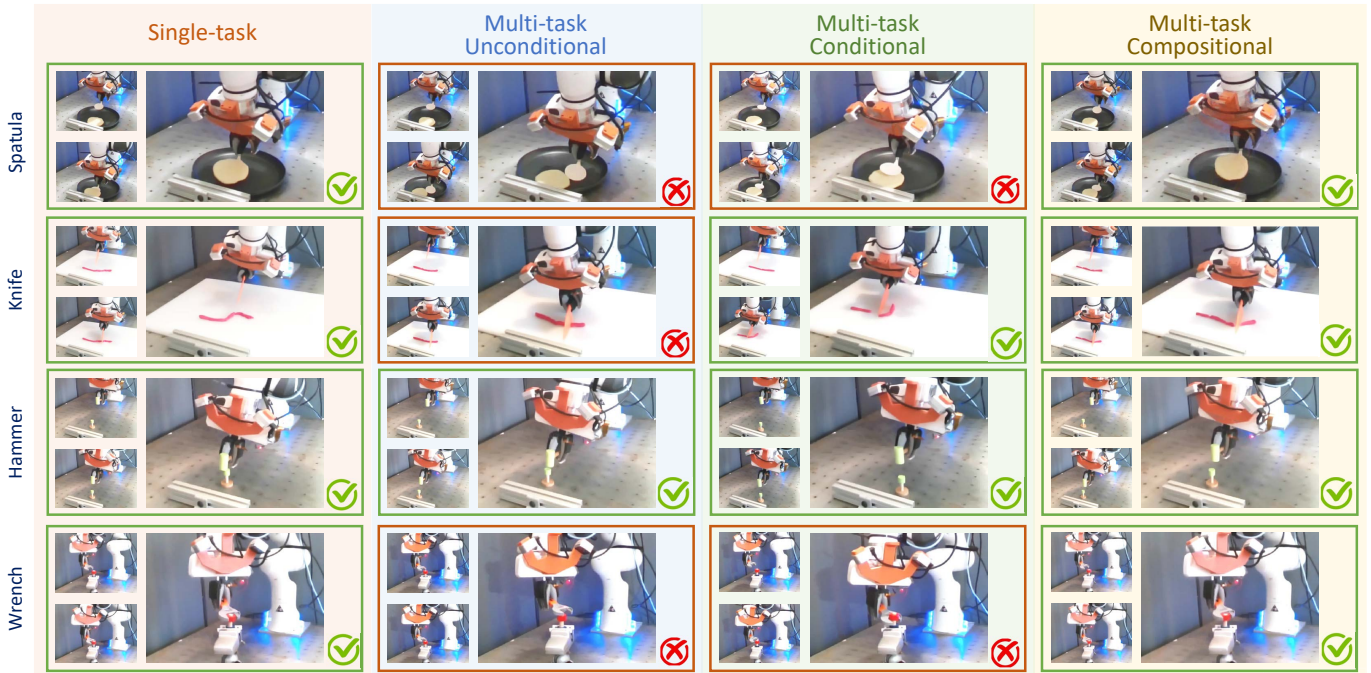 Single-task
Multi-task
Unconditional
Multi-task
Conditional
Multi-task
Compositional
Spatula
Knife
Hammer
Wrench